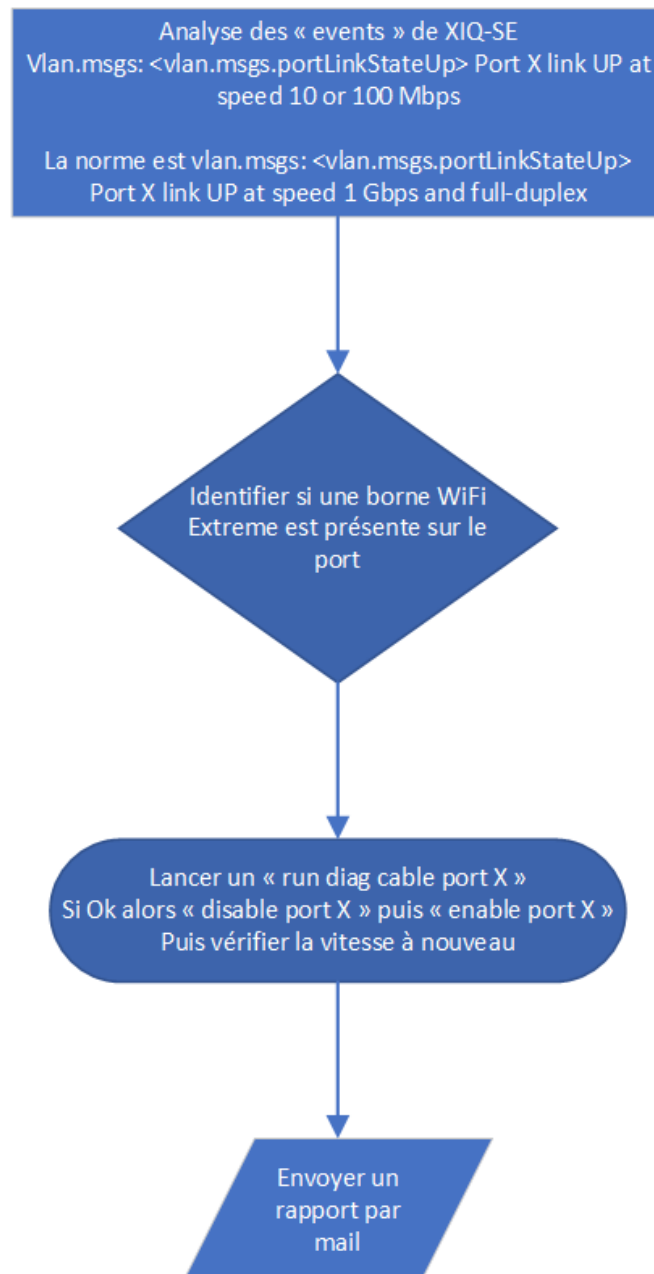 Analyse des « events » de XIQ-SE
Vlan.msgs: <vlan.msgs.portLinkStateUp> Port X link UP at
speed 10 or 100 Mbps
La norme est vlan.msgs: <vlan.msgs.portLinkStateUp>
Port X link UP at speed 1 Gbps and full-duplex
Identifier si une borne WiFi
Extreme est présente sur le
port
Lancer un « run diag cable port X »
Si Ok alors « disable port X » puis « enable port X »
Puis vérifier la vitesse à nouveau
Envoyer un
rapport par
mail